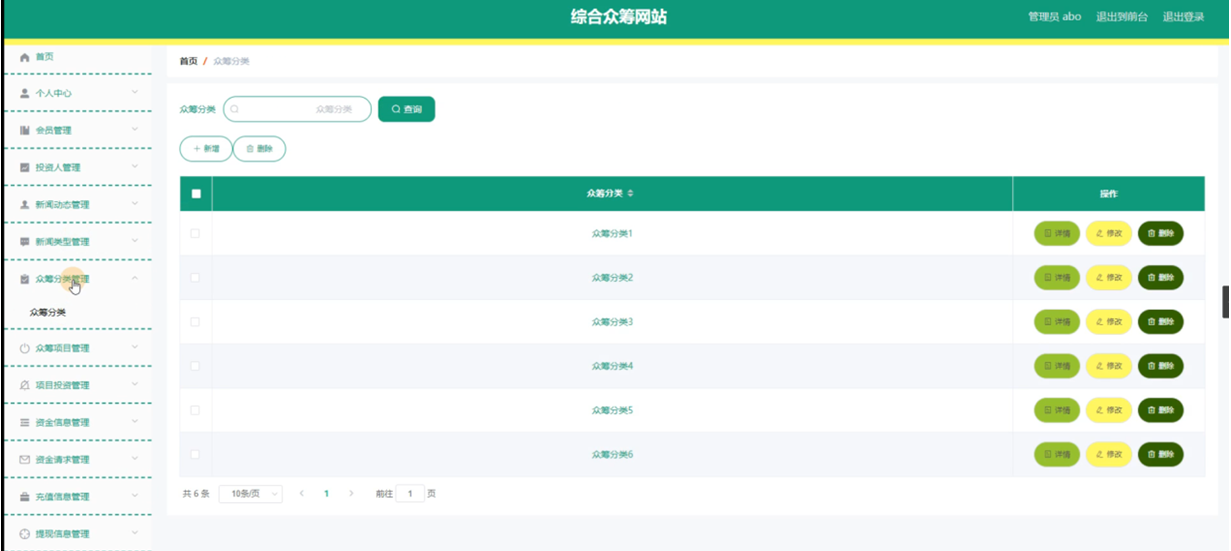 综合众筹网站
管理员 abo 退出到前台 退出登录
首页
个人中心
会员管理
投资人管理
新闻动态管理
新闻类型管理
众筹分类管理
众筹分类
众筹项目管理
项目投资管理
资金信息管理
资金请求管理
充值信息管理
提现信息管理
首页 / 众筹分类
众筹分类 众筹分类 查询
+ 新增 删除
众筹分类 操作
众筹分类1 详情 修改 删除
众筹分类2 详情 修改 删除
众筹分类3 详情 修改 删除
众筹分类4 详情 修改 删除
众筹分类5 详情 修改 删除
众筹分类6 详情 修改 删除
共 6 条 10条/页 < 1 > 前往 1 页